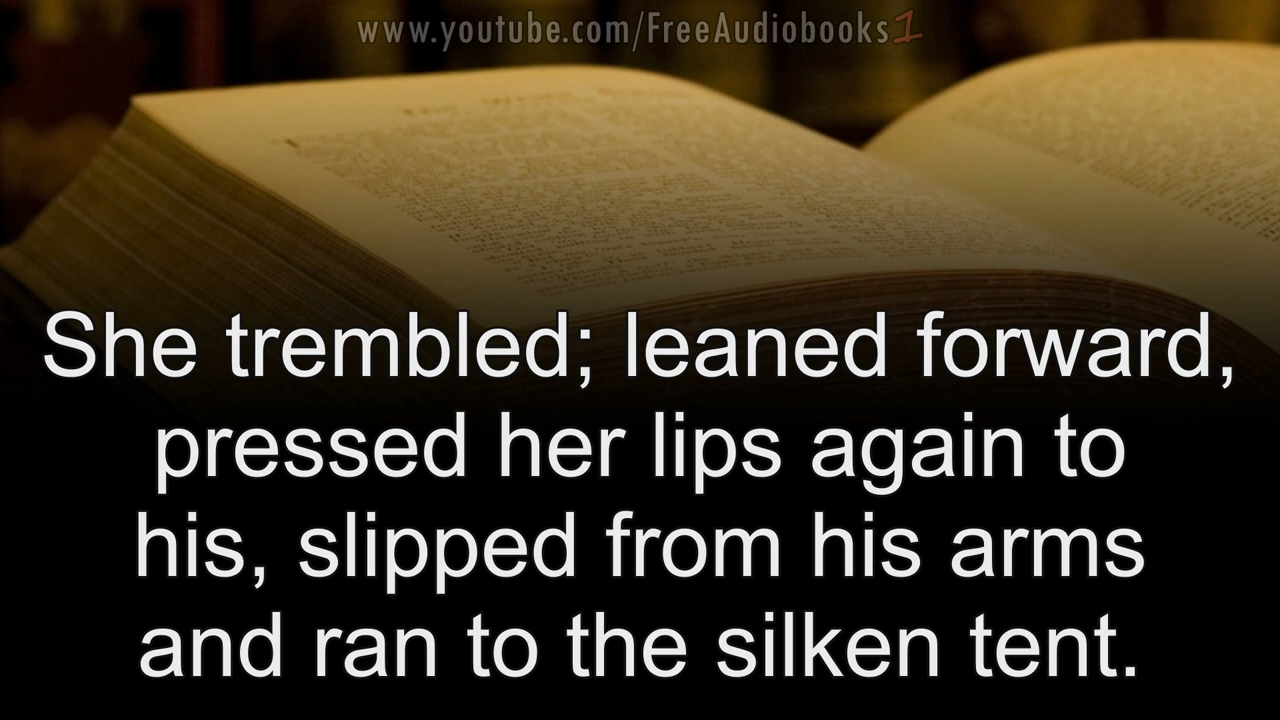 www.youtube.com/FreeAudiobooks1
She trembled; leaned forward,
pressed her lips again to
his, slipped from his arms
and ran to the silken tent.